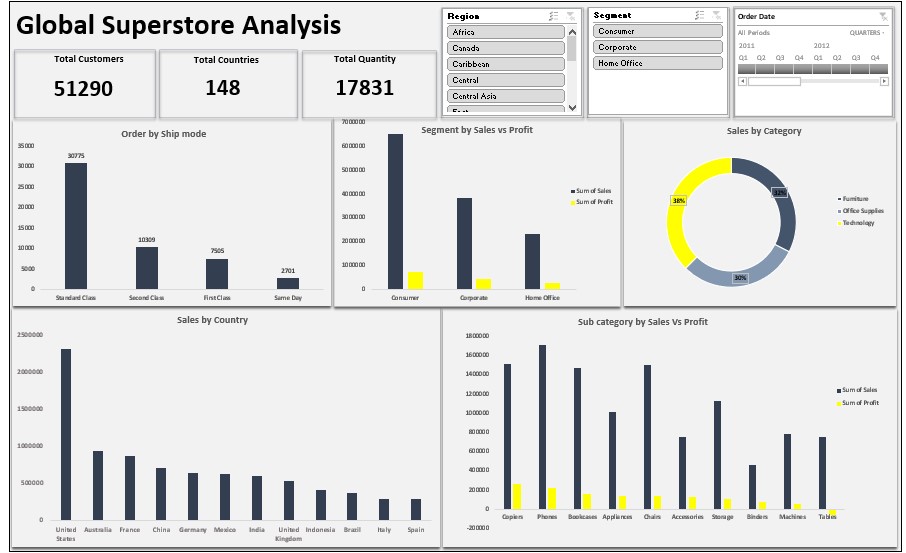 Global Superstore Analysis
Total Customers
51290
Total Countries
148
Total Quantity
17831
Region
Africa
Canada
Caribbean
Central
Central Asia
Segment
Consumer
Corporate
Home Office
Order Date
All Periods
QUARTERS
2011 2012
Q1 Q2 Q3 Q4 Q1 Q2 Q3 Q4
Order by Ship mode
35000
30000
25000
20000
15000
10000
5000
0
30775
10309
7505
2701
Standard Class Second Class First Class Same Day
Segment by Sales vs Profit
7000000
6000000
5000000
4000000
3000000
2000000
1000000
0
Consumer Corporate Home Office
Sum of Sales
Sum of Profit
Sales by Category
32%
38%
30%
Furniture
Office Supplies
Technology
Sales by Country
2500000
2000000
1500000
1000000
500000
0
United States Australia France China Germany Mexico India United Kingdom Indonesia Brazil Italy Spain
Sub category by Sales Vs Profit
1800000
1600000
1400000
1200000
1000000
800000
600000
400000
200000
0
-200000
Copiers Phones Bookcases Appliances Chairs Accessories Storage Binders Machines Tables
Sum of Sales
Sum of Profit